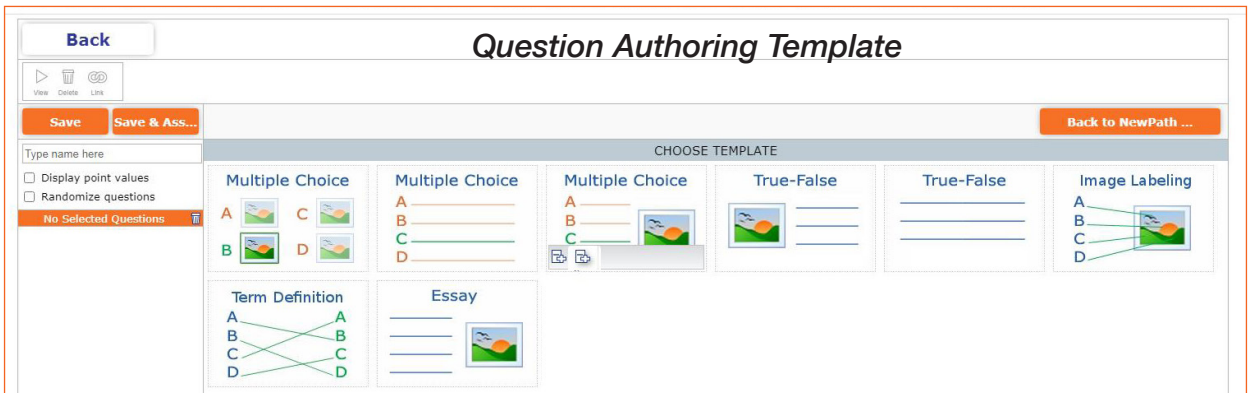 Back
Question Authoring Template
View Delete Link
Save Save & Ass... Back to NewPath ...
Type name here
CHOOSE TEMPLATE
Display point values
Randomize questions
No Selected Questions
Multiple Choice
A C
B D
Multiple Choice
A
B
C
D
Multiple Choice
A
B
C
True-False
True-False
Image Labeling
A
B
C
D
Term Definition
A A
B B
C C
D D
Essay